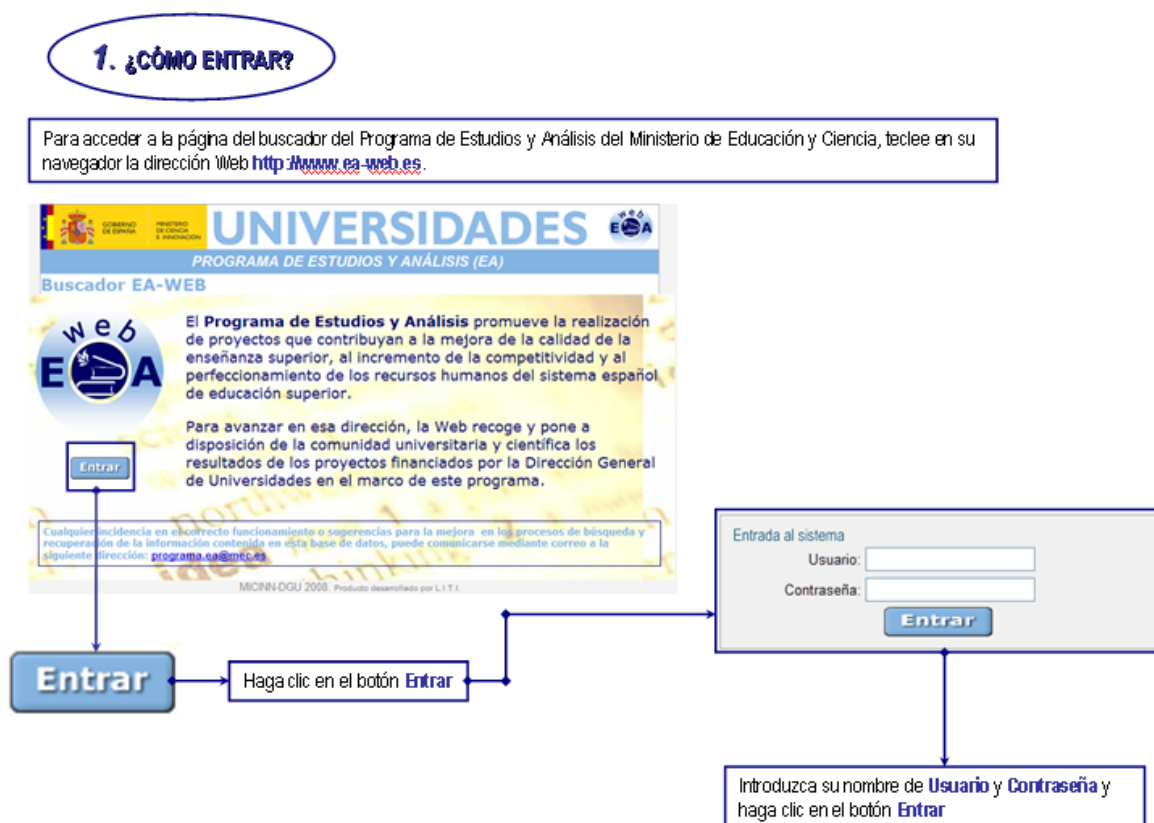 1. ¿CÓMO ENTRAR?
Para acceder a la página del buscador del Programa de Estudios y Análisis del Ministerio de Educación y Ciencia, teclee en su
navegador la dirección Web http://www.ea-web.es.
GOBIERNO
DE ESPAÑA
MINISTERIO
DE CIENCIA
E INNOVACIÓN
UNIVERSIDADES
web
EA
PROGRAMA DE ESTUDIOS Y ANÁLISIS (EA)
Buscador EA-WEB
web
EA
El Programa de Estudios y Análisis promueve la realización
de proyectos que contribuyan a la mejora de la calidad de la
enseñanza superior, al incremento de la competitividad y al
perfeccionamiento de los recursos humanos del sistema español
de educación superior.
Para avanzar en esa dirección, la Web recoge y pone a
disposición de la comunidad universitaria y científica los
resultados de los proyectos financiados por la Dirección General
de Universidades en el marco de este programa.
Entrar
north
idea
thinking
Cualquier incidencia en el correcto funcionamiento o sugerencias para la mejora en los procesos de búsqueda y
recuperación de la información contenida en esta base de datos, puede comunicarse mediante correo a la
siguiente dirección: programa.ea@mec.es
MICINN-DGU 2008. Producto desarrollado por L.I.T.I.
Entrada al sistema
Usuario:
Contraseña:
Entrar
Entrar
Haga clic en el botón Entrar
Introduzca su nombre de Usuario y Contraseña y
haga clic en el botón Entrar